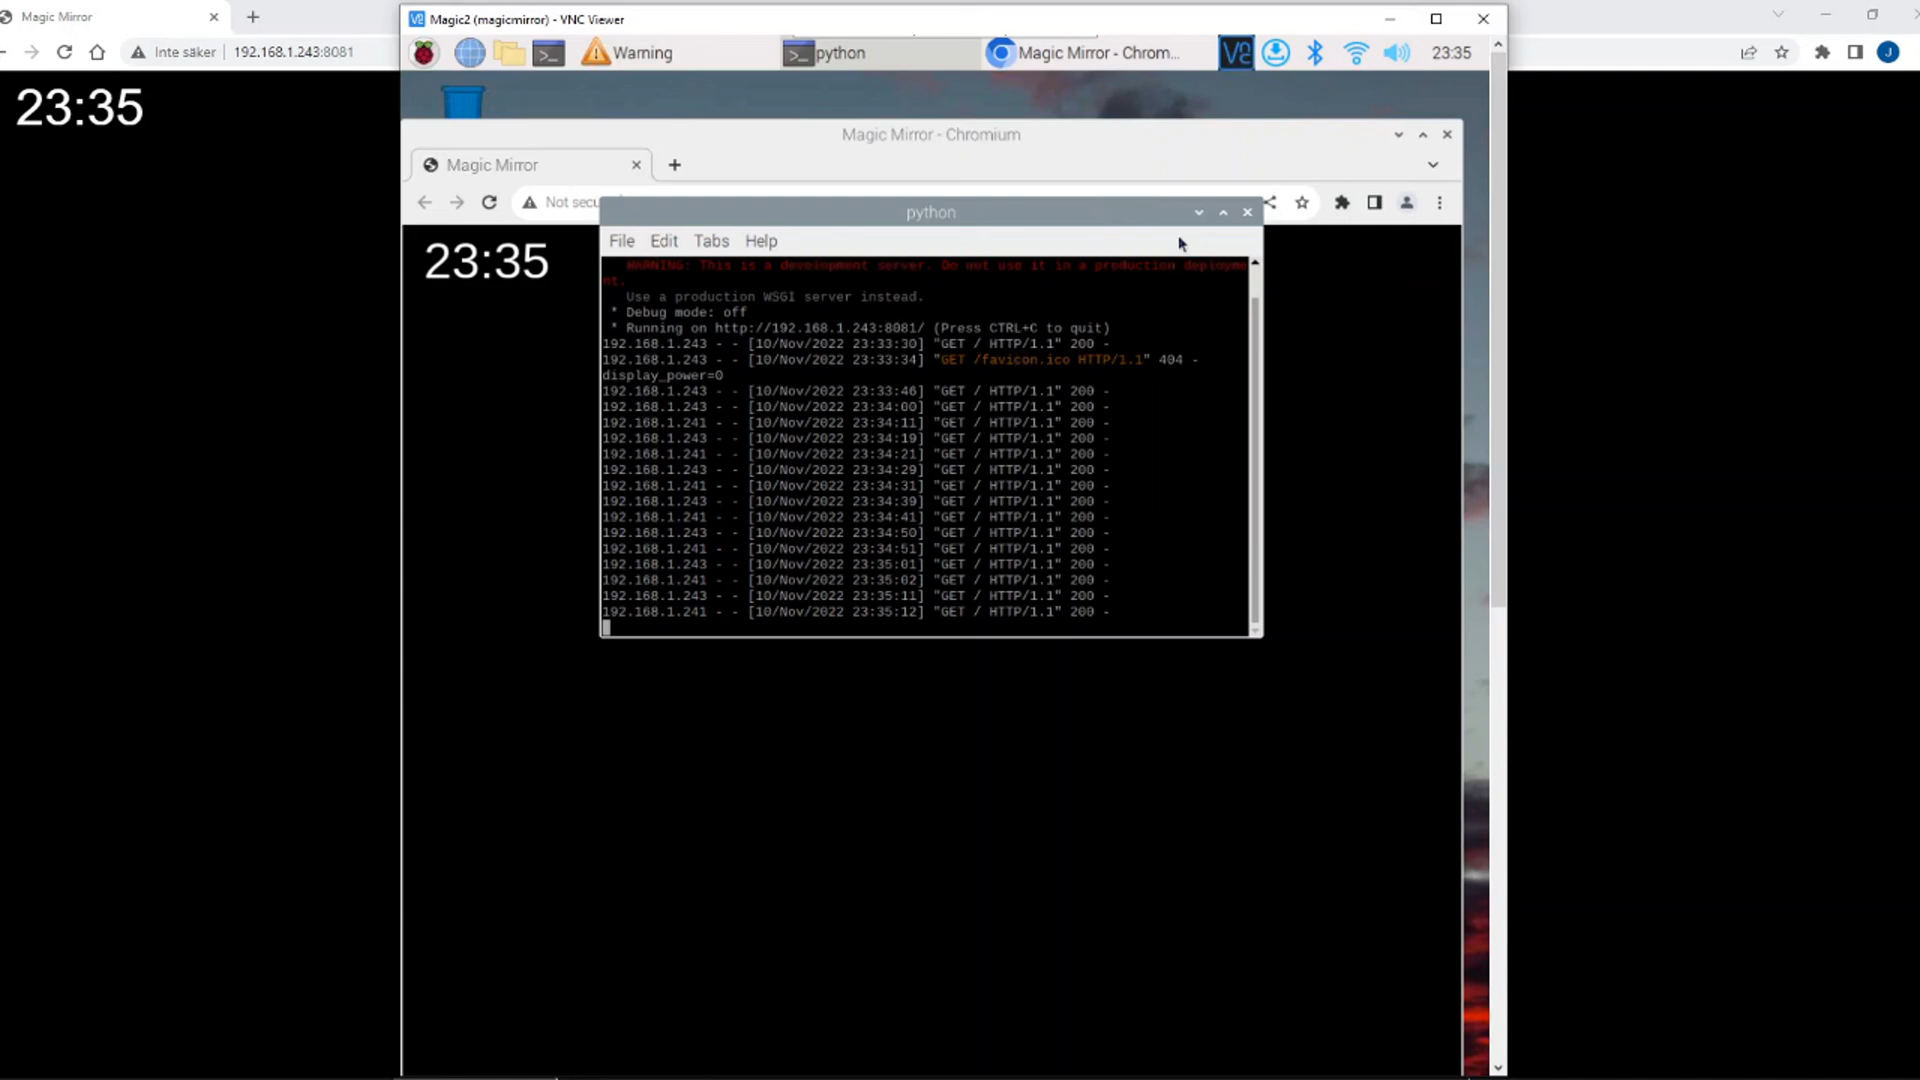 Magic Mirror
Inte säker 192.168.1.243:8081
23:35
Magic2 (magicmirror) - VNC Viewer
Warning
python
Magic Mirror - Chrom...
23:35
J
Magic Mirror - Chromium
Magic Mirror
Not secu
23:35
python
File Edit Tabs Help
WARNING: This is a development server. Do not use it in a production deployme
nt.
Use a production WSGI server instead.
* Debug mode: off
* Running on http://192.168.1.243:8081/ (Press CTRL+C to quit)
192.168.1.243 - - [10/Nov/2022 23:33:30] "GET / HTTP/1.1" 200 -
192.168.1.243 - - [10/Nov/2022 23:33:34] "GET /favicon.ico HTTP/1.1" 404 -
display_power=0
192.168.1.243 - - [10/Nov/2022 23:33:46] "GET / HTTP/1.1" 200 -
192.168.1.243 - - [10/Nov/2022 23:34:00] "GET / HTTP/1.1" 200 -
192.168.1.241 - - [10/Nov/2022 23:34:11] "GET / HTTP/1.1" 200 -
192.168.1.243 - - [10/Nov/2022 23:34:19] "GET / HTTP/1.1" 200 -
192.168.1.241 - - [10/Nov/2022 23:34:21] "GET / HTTP/1.1" 200 -
192.168.1.243 - - [10/Nov/2022 23:34:29] "GET / HTTP/1.1" 200 -
192.168.1.241 - - [10/Nov/2022 23:34:31] "GET / HTTP/1.1" 200 -
192.168.1.243 - - [10/Nov/2022 23:34:39] "GET / HTTP/1.1" 200 -
192.168.1.241 - - [10/Nov/2022 23:34:41] "GET / HTTP/1.1" 200 -
192.168.1.243 - - [10/Nov/2022 23:34:50] "GET / HTTP/1.1" 200 -
192.168.1.241 - - [10/Nov/2022 23:34:51] "GET / HTTP/1.1" 200 -
192.168.1.243 - - [10/Nov/2022 23:35:01] "GET / HTTP/1.1" 200 -
192.168.1.241 - - [10/Nov/2022 23:35:02] "GET / HTTP/1.1" 200 -
192.168.1.243 - - [10/Nov/2022 23:35:11] "GET / HTTP/1.1" 200 -
192.168.1.241 - - [10/Nov/2022 23:35:12] "GET / HTTP/1.1" 200 -